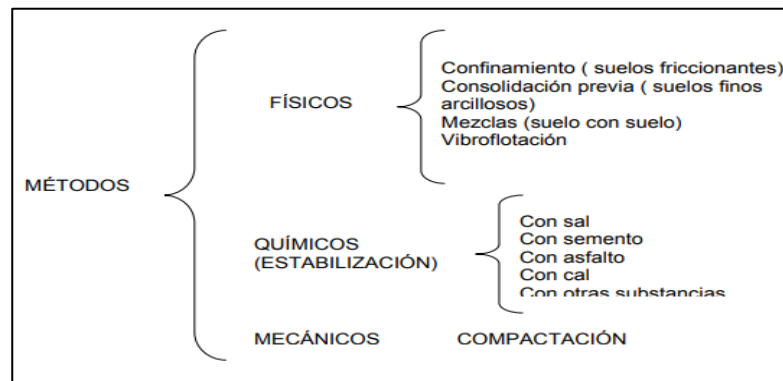 MÉTODOS
FÍSICOS
Confinamiento ( suelos friccionantes)
Consolidación previa ( suelos finos
arcillosos)
Mezclas (suelo con suelo)
Vibroflotación
QUÍMICOS
(ESTABILIZACIÓN)
Con sal
Con semento
Con asfalto
Con cal
Con otras substancias
MECÁNICOS
COMPACTACIÓN